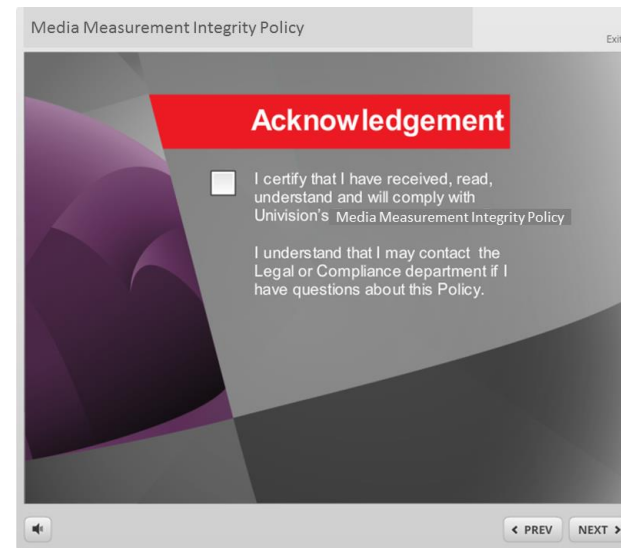 Media Measurement Integrity Policy
Exit
Acknowledgement
I certify that I have received, read,
understand and will comply with
Univision's Media Measurement Integrity Policy
I understand that I may contact the
Legal or Compliance department if I
have questions about this Policy.
PREV NEXT